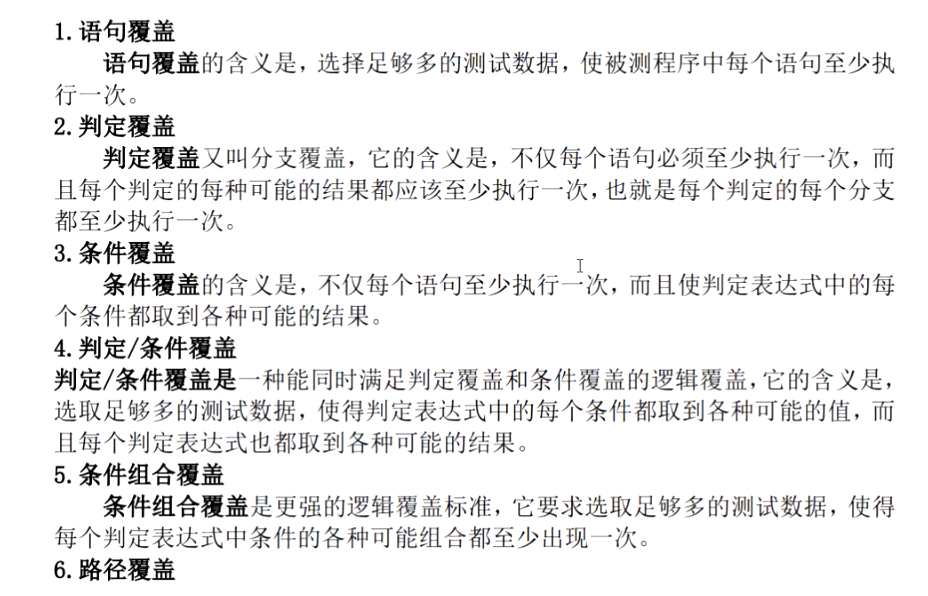 1.语句覆盖
语句覆盖的含义是，选择足够多的测试数据，使被测程序中每个语句至少执
行一次。
2.判定覆盖
判定覆盖又叫分支覆盖，它的含义是，不仅每个语句必须至少执行一次，而
且每个判定的每种可能的结果都应该至少执行一次，也就是每个判定的每个分支
都至少执行一次。
3.条件覆盖
条件覆盖的含义是，不仅每个语句至少执行一次，而且使判定表达式中的每
个条件都取到各种可能的结果。
4.判定/条件覆盖
判定/条件覆盖是一种能同时满足判定覆盖和条件覆盖的逻辑覆盖，它的含义是，
选取足够多的测试数据，使得判定表达式中的每个条件都取到各种可能的值，而
且每个判定表达式也都取到各种可能的结果。
5.条件组合覆盖
条件组合覆盖是更强的逻辑覆盖标准，它要求选取足够多的测试数据，使得
每个判定表达式中条件的各种可能组合都至少出现一次。
6.路径覆盖